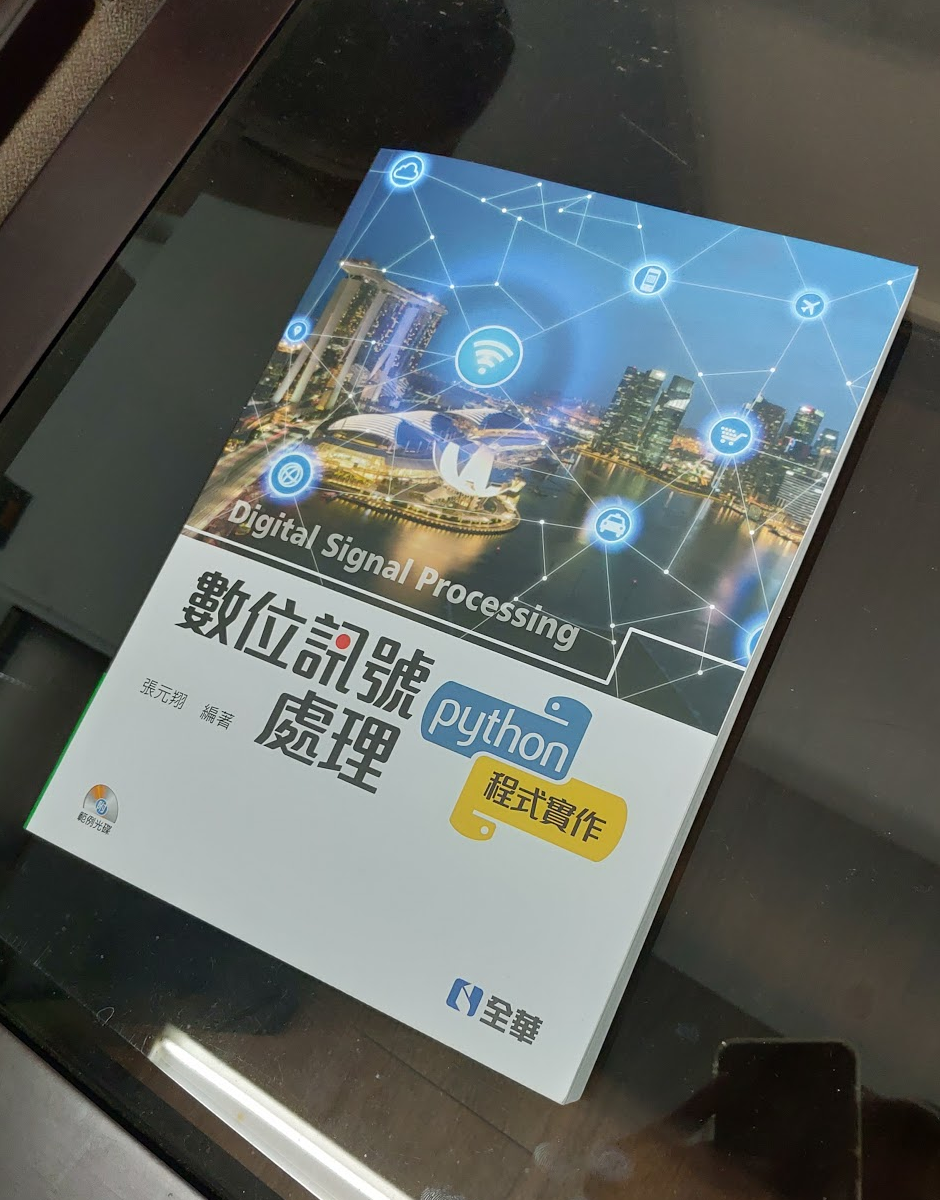 Digital Signal Processing
數位訊號
處理
張元翔 編著
python
程式實作
附
範例光碟
全華